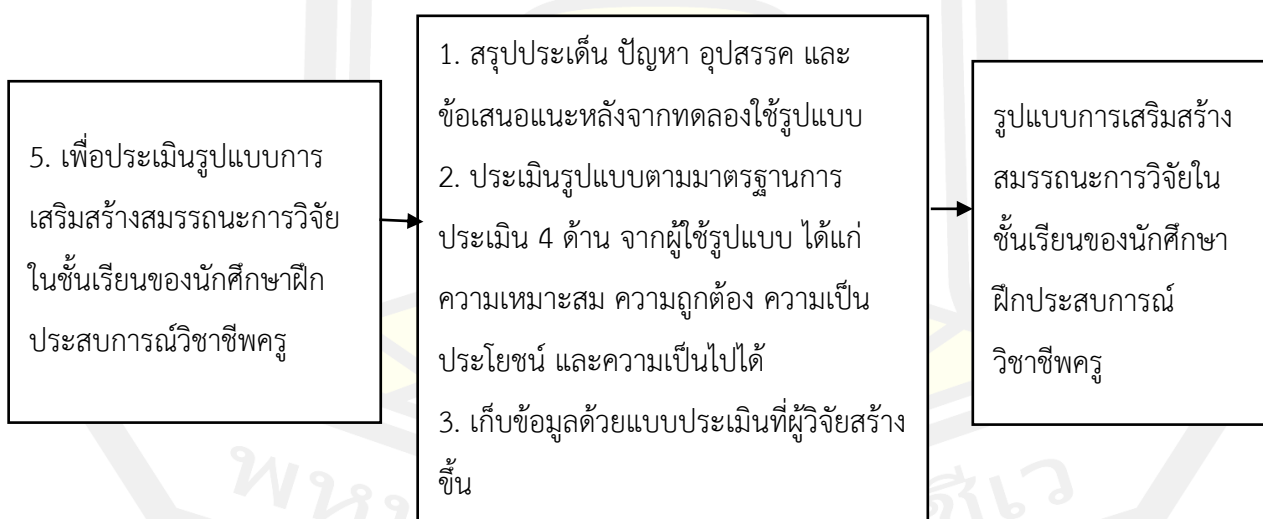 5. เพื่อประเมินรูปแบบการ
เสริมสร้างสมรรถนะการวิจัย
ในชั้นเรียนของนักศึกษาฝึก
ประสบการณ์วิชาชีพครู
1. สรุปประเด็น ปัญหา อุปสรรค และ
ข้อเสนอแนะหลังจากทดลองใช้รูปแบบ
2. ประเมินรูปแบบตามมาตรฐานการ
ประเมิน 4 ด้าน จากผู้ใช้รูปแบบ ได้แก่
ความเหมาะสม ความถูกต้อง ความเป็น
ประโยชน์ และความเป็นไปได้
3. เก็บข้อมูลด้วยแบบประเมินที่ผู้วิจัยสร้าง
ขึ้น
รูปแบบการเสริมสร้าง
สมรรถนะการวิจัยใน
ชั้นเรียนของนักศึกษา
ฝึกประสบการณ์
วิชาชีพครู